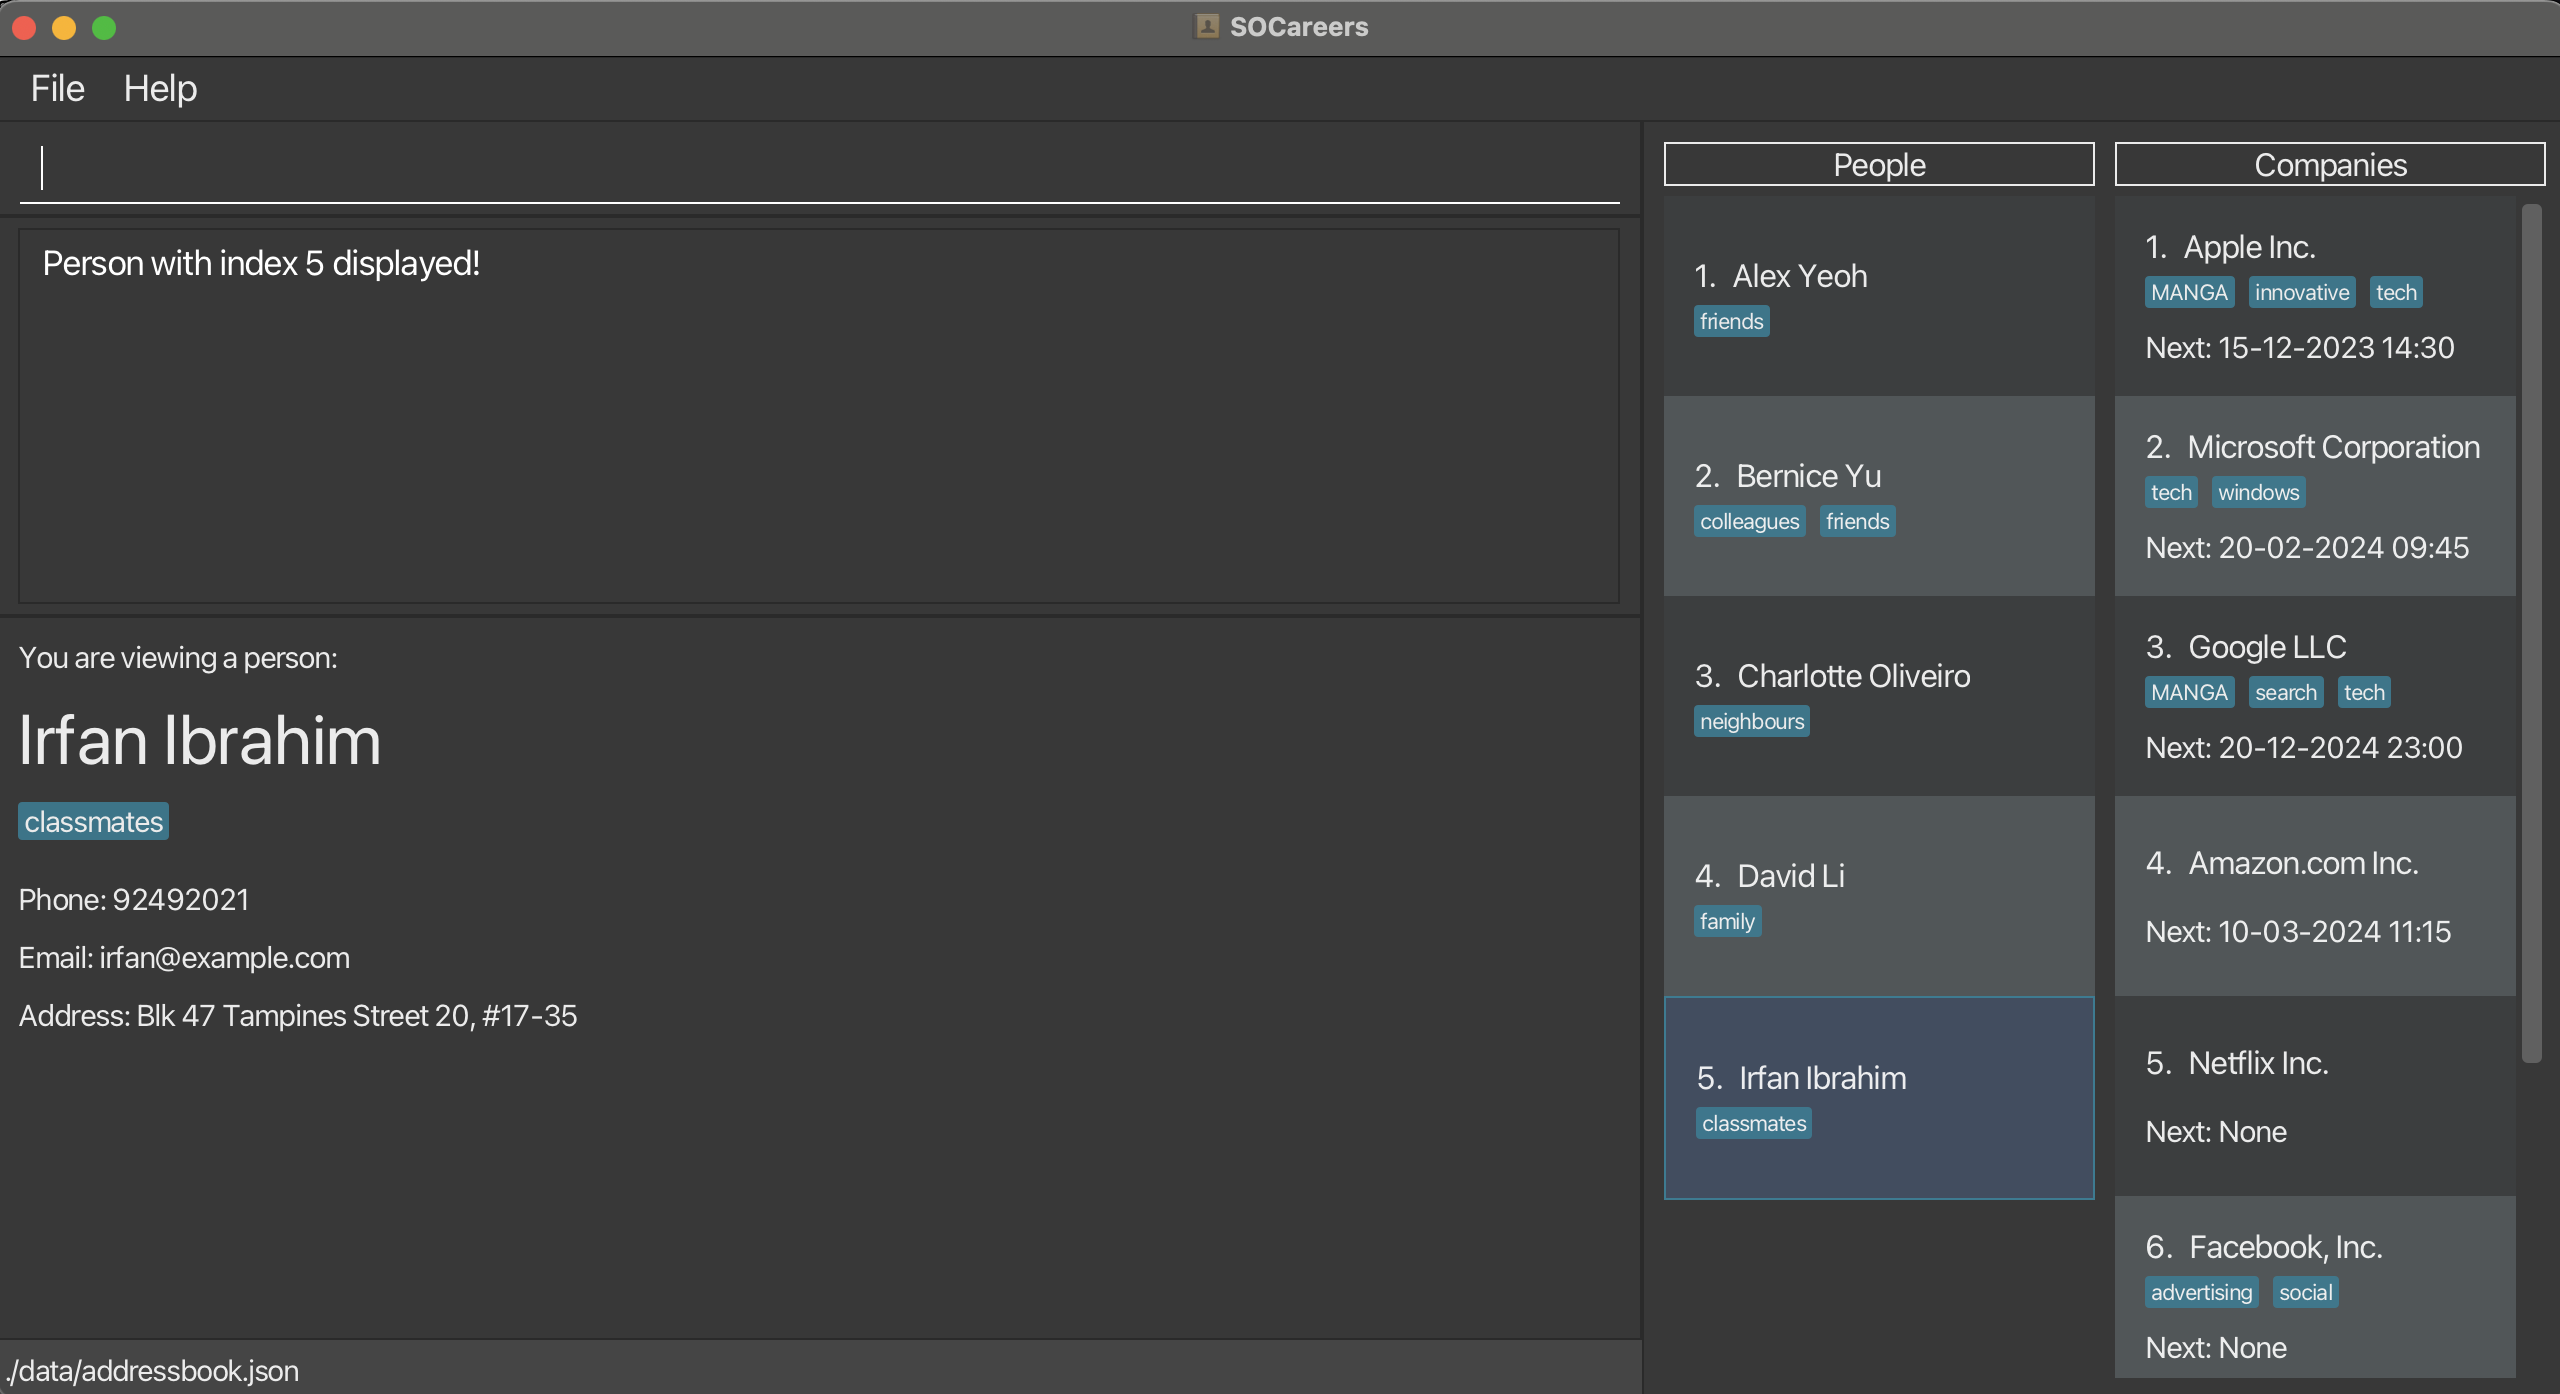 SOCareers
File Help
Person with index 5 displayed!
You are viewing a person:
Irfan Ibrahim
classmates
Phone: 92492021
Email: irfan@example.com
Address: Blk 47 Tampines Street 20, #17-35
./data/addressbook.json
People
1. Alex Yeoh
friends
2. Bernice Yu
colleagues friends
3. Charlotte Oliveiro
neighbours
4. David Li
family
5. Irfan Ibrahim
classmates
Companies
1. Apple Inc.
MANGA innovative tech
Next: 15-12-2023 14:30
2. Microsoft Corporation
tech windows
Next: 20-02-2024 09:45
3. Google LLC
MANGA search tech
Next: 20-12-2024 23:00
4. Amazon.com Inc.
Next: 10-03-2024 11:15
5. Netflix Inc.
Next: None
6. Facebook, Inc.
advertising social
Next: None